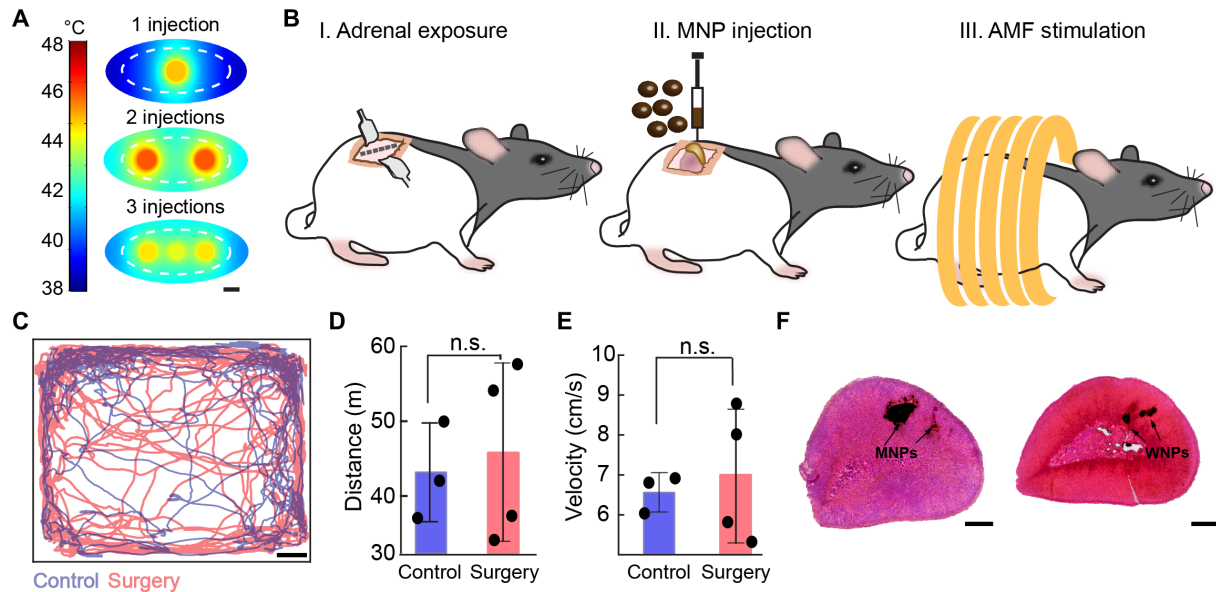 A
°C
48
46
44
42
40
38
1 injection
2 injections
3 injections
B
I. Adrenal exposure
II. MNP injection
III. AMF stimulation
C
Control Surgery
D
Distance (m)
60
50
40
30
n.s.
Control Surgery
E
Velocity (cm/s)
10
9
8
7
6
n.s.
Control Surgery
F
MNPs
WNPs